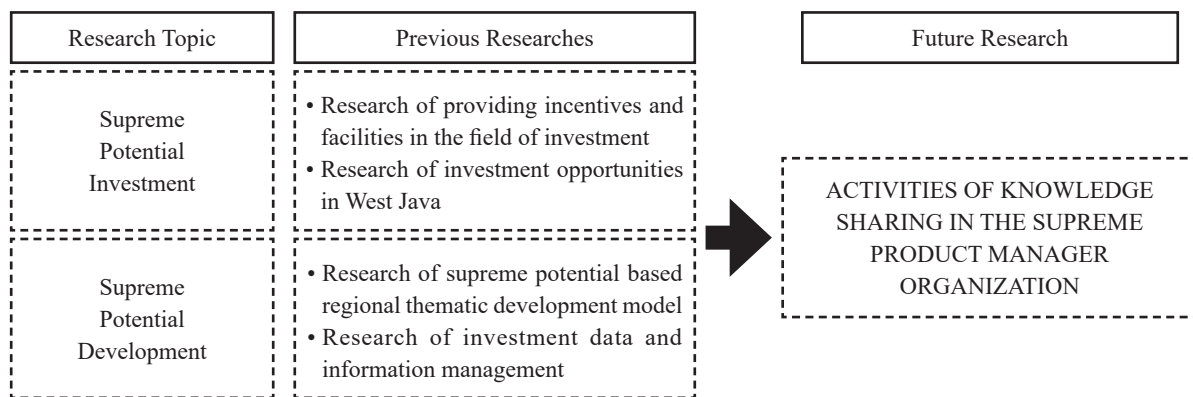 Research Topic
Previous Researches
Future Research
Supreme
Potential
Investment
• Research of providing incentives and
facilities in the field of investment
• Research of investment opportunities
in West Java
Supreme
Potential
Development
• Research of supreme potential based
regional thematic development model
• Research of investment data and
information management
ACTIVITIES OF KNOWLEDGE
SHARING IN THE SUPREME
PRODUCT MANAGER
ORGANIZATION